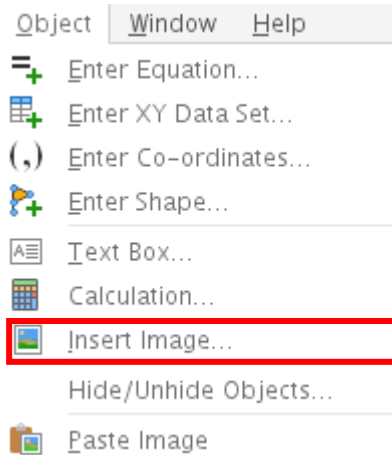 Object Window Help
Enter Equation...
Enter XY Data Set...
(,) Enter Co-ordinates...
Enter Shape...
A Text Box...
Calculation...
Insert Image...
Hide/Unhide Objects...
Paste Image